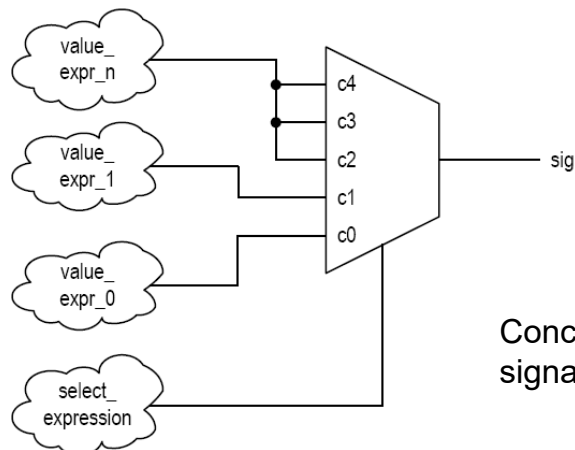 value_
expr_n
c4
c3
value_
expr_1
c2
sig
c1
c0
value_
expr_0
Conc
signa
select_
expression